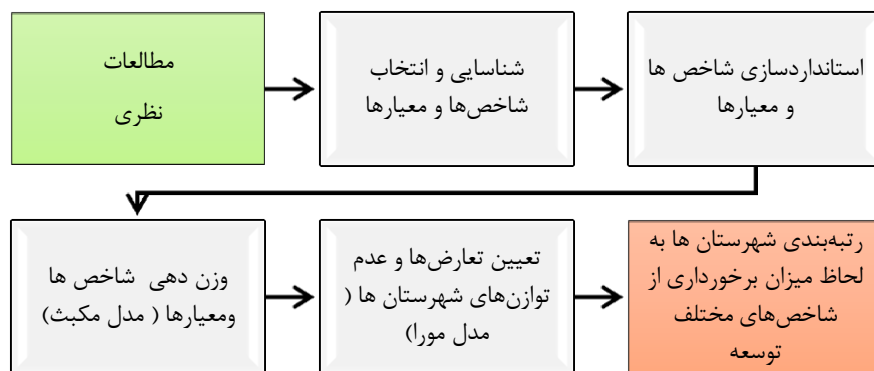 مطالعات
نظری
شناسایی و انتخاب
شاخص‌ها و معیارها
استانداردسازی شاخص ها
و معیارها
وزن دهی شاخص ها
ومعیارها ( مدل مکبث)
تعیین تعارض‌ها و عدم
توازن‌های شهرستان ها (
مدل مورا)
رتبه‌بندی شهرستان ها به
لحاظ میزان برخورداری از
شاخص‌های مختلف
توسعه